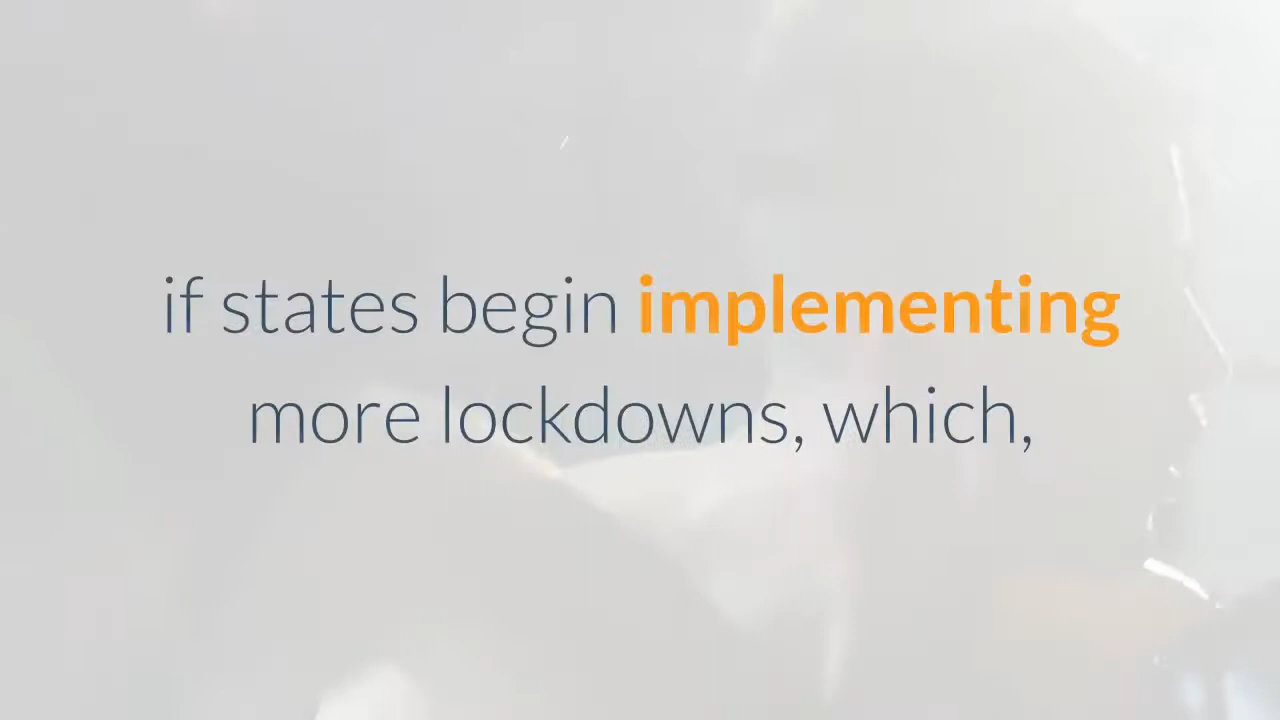 if states begin implementing
more lockdowns, which,